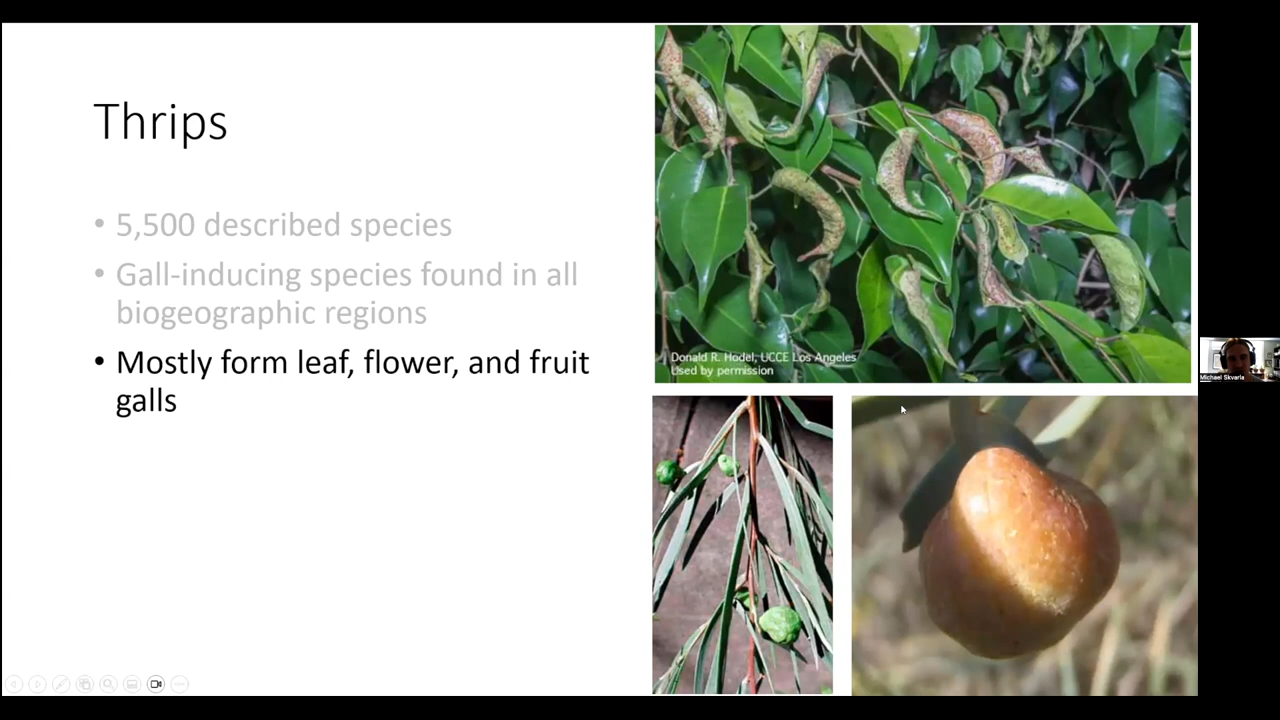 Thrips
• 5,500 described species
• Gall-inducing species found in all
biogeographic regions
• Mostly form leaf, flower, and fruit
galls
Donald R. Hodel, UCCE Los Angeles
Used by permission
Michael Skvarla